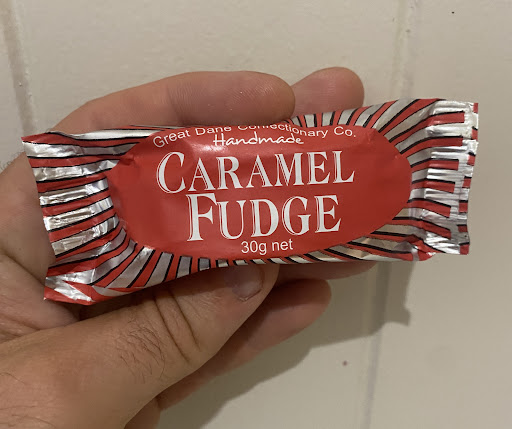 Great Dane Confectionary Co.
Handmade
CARAMEL
FUDGE
30g net